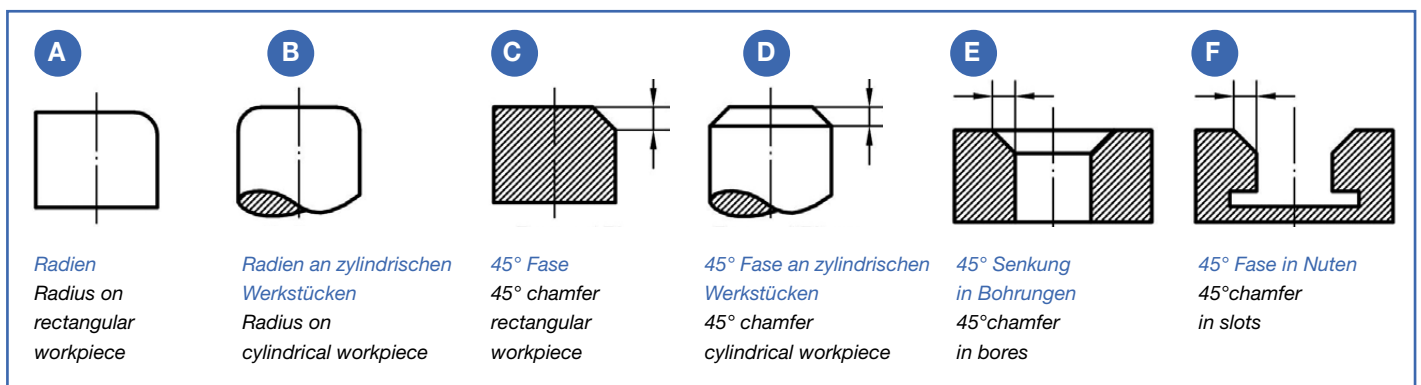 A
B
C
D
E
F
Radien
Radius on
rectangular
workpiece
Radien an zylindrischen
Werkstücken
Radius on
cylindrical workpiece
45° Fase
45° chamfer
rectangular
workpiece
45° Fase an zylindrischen
Werkstücken
45° chamfer
cylindrical workpiece
45° Senkung
in Bohrungen
45°chamfer
in bores
45° Fase in Nuten
45°chamfer
in slots